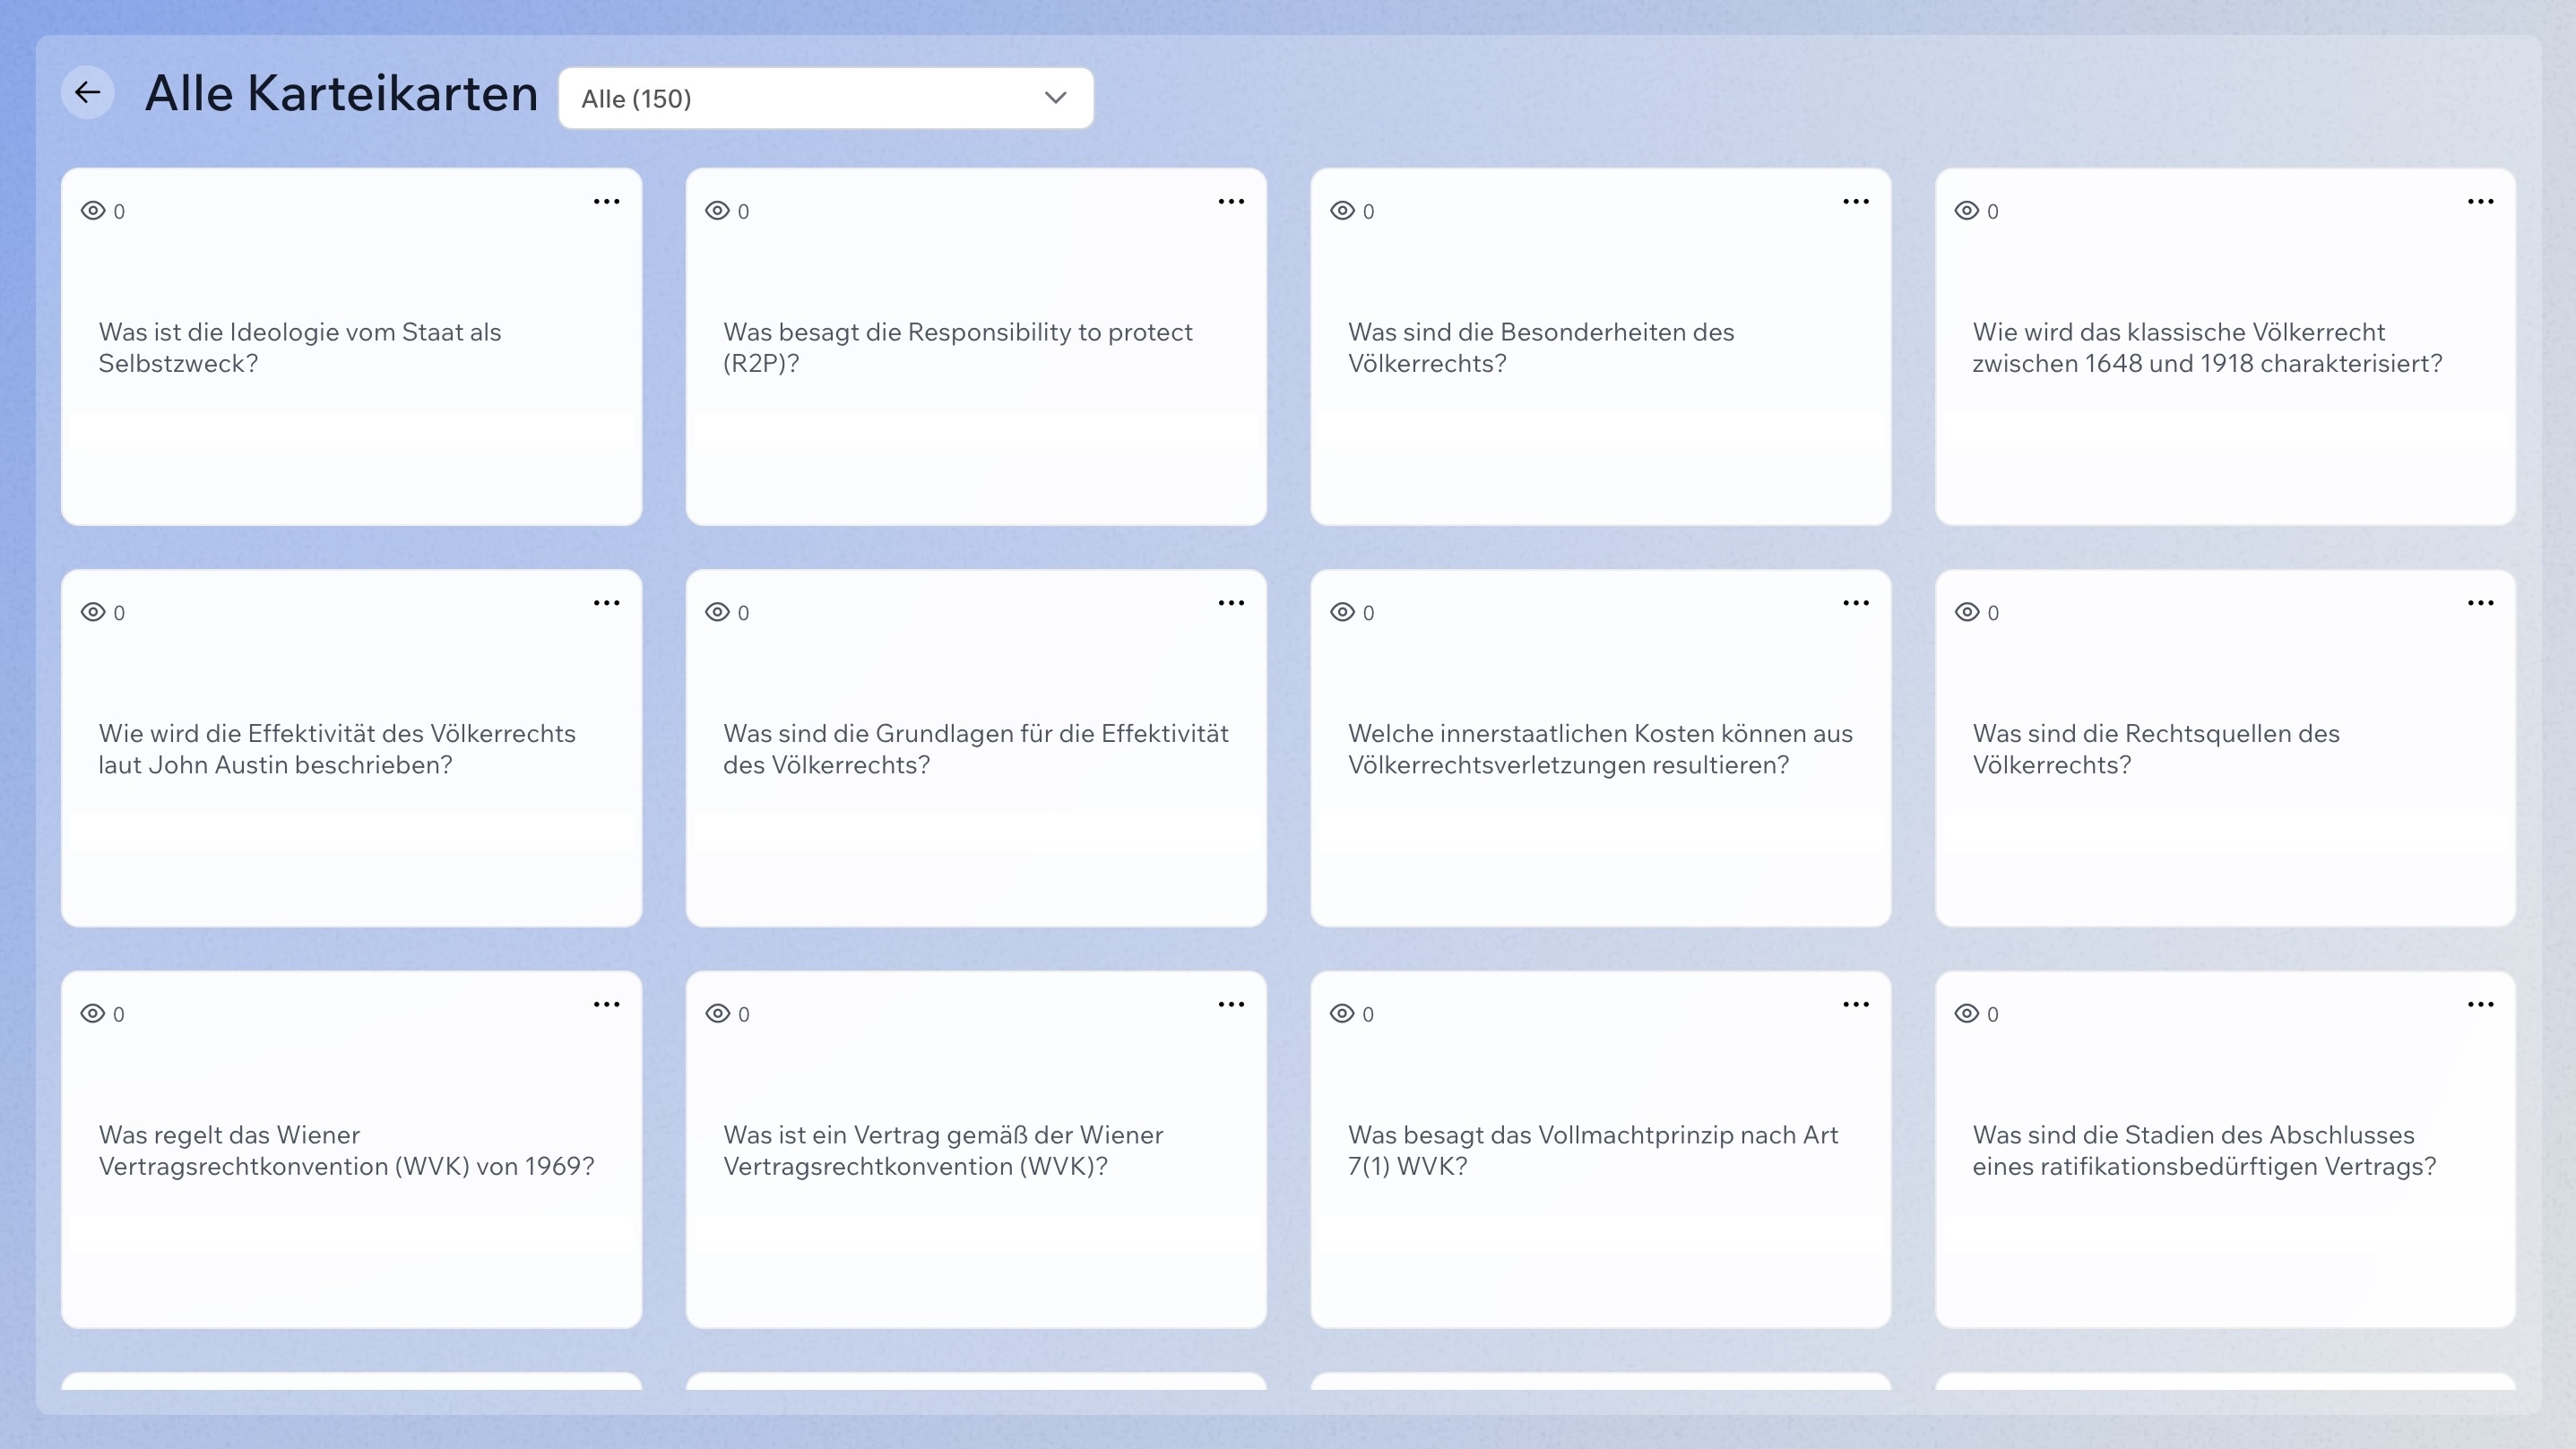 Alle Karteikarten
Alle (150)
0
0
0
0
Was ist die Ideologie vom Staat als
Selbstzweck?
Was besagt die Responsibility to protect
(R2P)?
Was sind die Besonderheiten des
Völkerrechts?
Wie wird das klassische Völkerrecht
zwischen 1648 und 1918 charakterisiert?
0
0
0
0
Wie wird die Effektivität des Völkerrechts
laut John Austin beschrieben?
Was sind die Grundlagen für die Effektivität
des Völkerrechts?
Welche innerstaatlichen Kosten können aus
Völkerrechtsverletzungen resultieren?
Was sind die Rechtsquellen des
Völkerrechts?
0
0
0
0
Was regelt das Wiener
Vertragsrechtkonvention (WVK) von 1969?
Was ist ein Vertrag gemäß der Wiener
Vertragsrechtkonvention (WVK)?
Was besagt das Vollmachtprinzip nach Art
7(1) WVK?
Was sind die Stadien des Abschlusses
eines ratifikationsbedürftigen Vertrags?